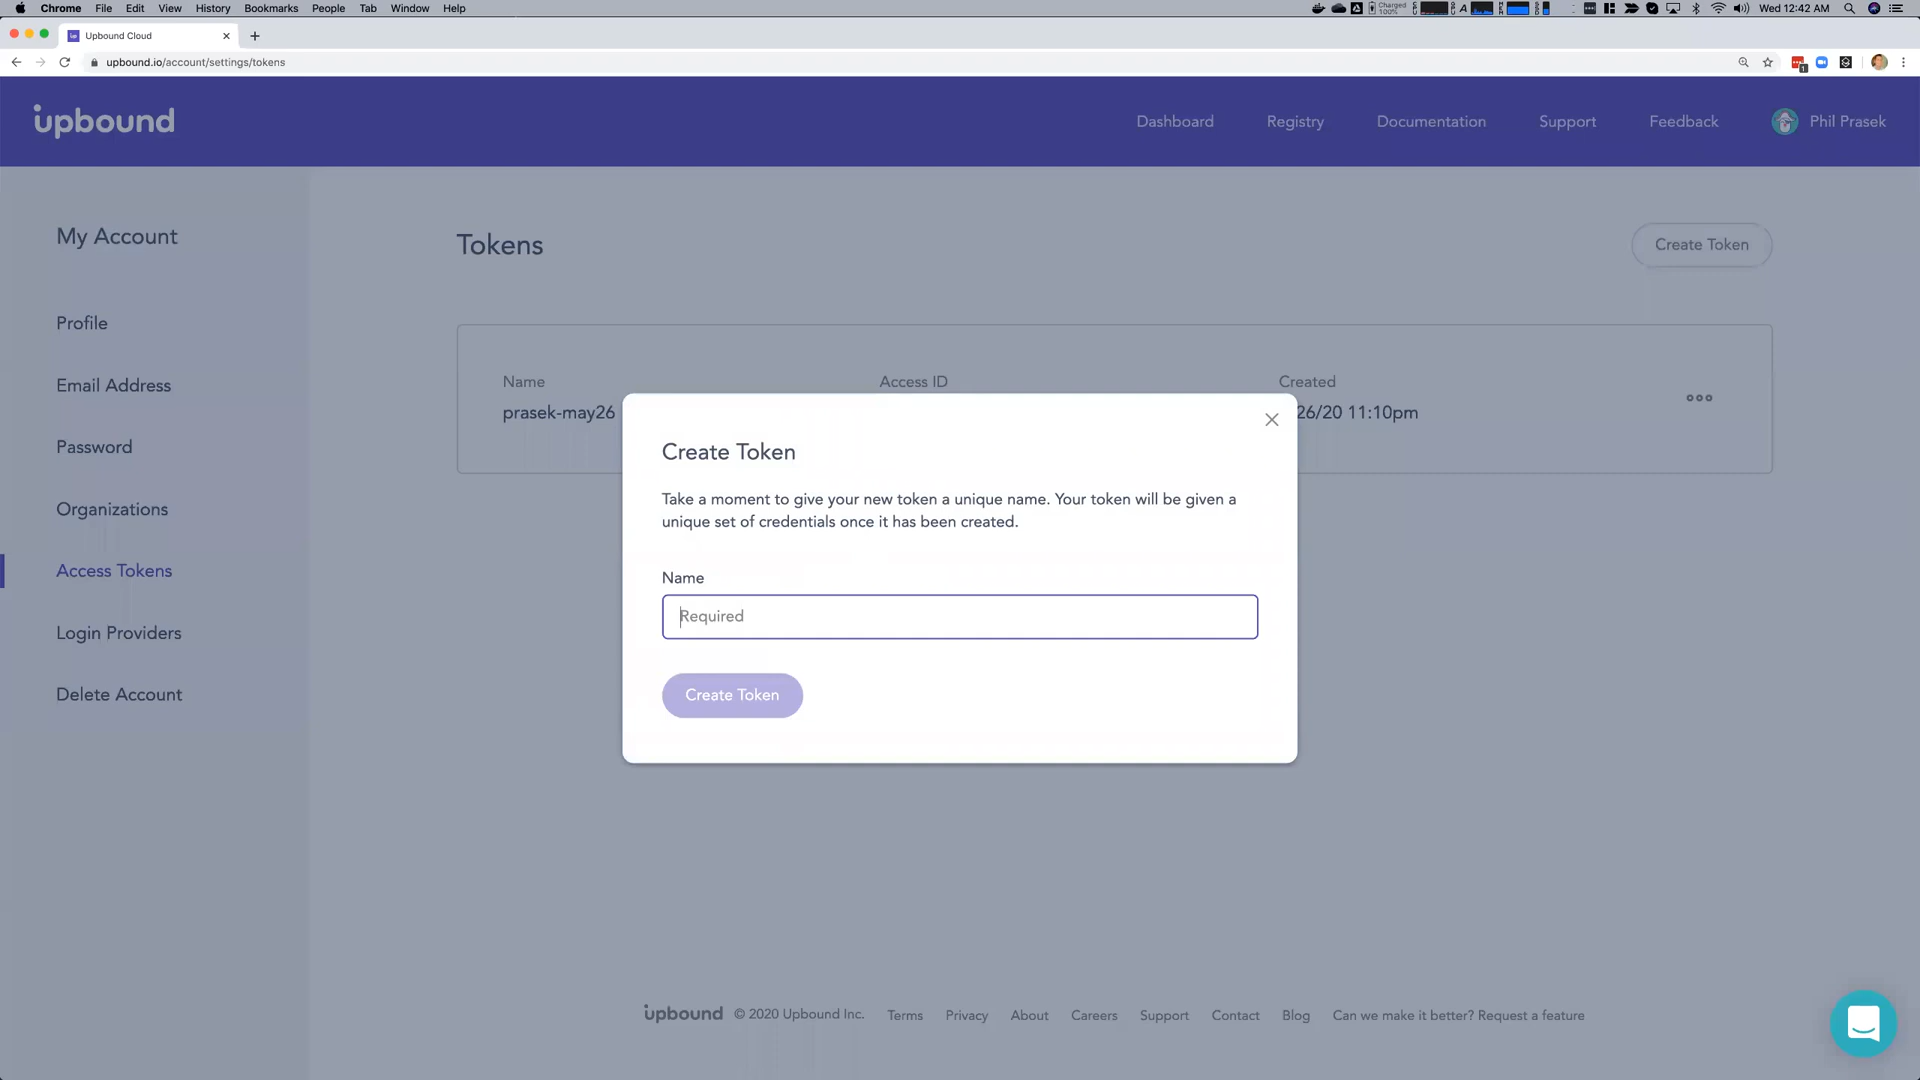 Chrome File Edit View History Bookmarks People Tab Window Help
Charged
100%
Wed 12:42 AM
Upbound Cloud
upbound.io/account/settings/tokens
1
upbound
Dashboard Registry Documentation Support Feedback Phil Prasek
My Account
Profile
Email Address
Password
Organizations
Access Tokens
Login Providers
Delete Account
Tokens
Create Token
Name Access ID Created
prasek-may26 26/20 11:10pm
Create Token
Take a moment to give your new token a unique name. Your token will be given a
unique set of credentials once it has been created.
Name
Required
Create Token
upbound © 2020 Upbound Inc. Terms Privacy About Careers Support Contact Blog Can we make it better? Request a feature